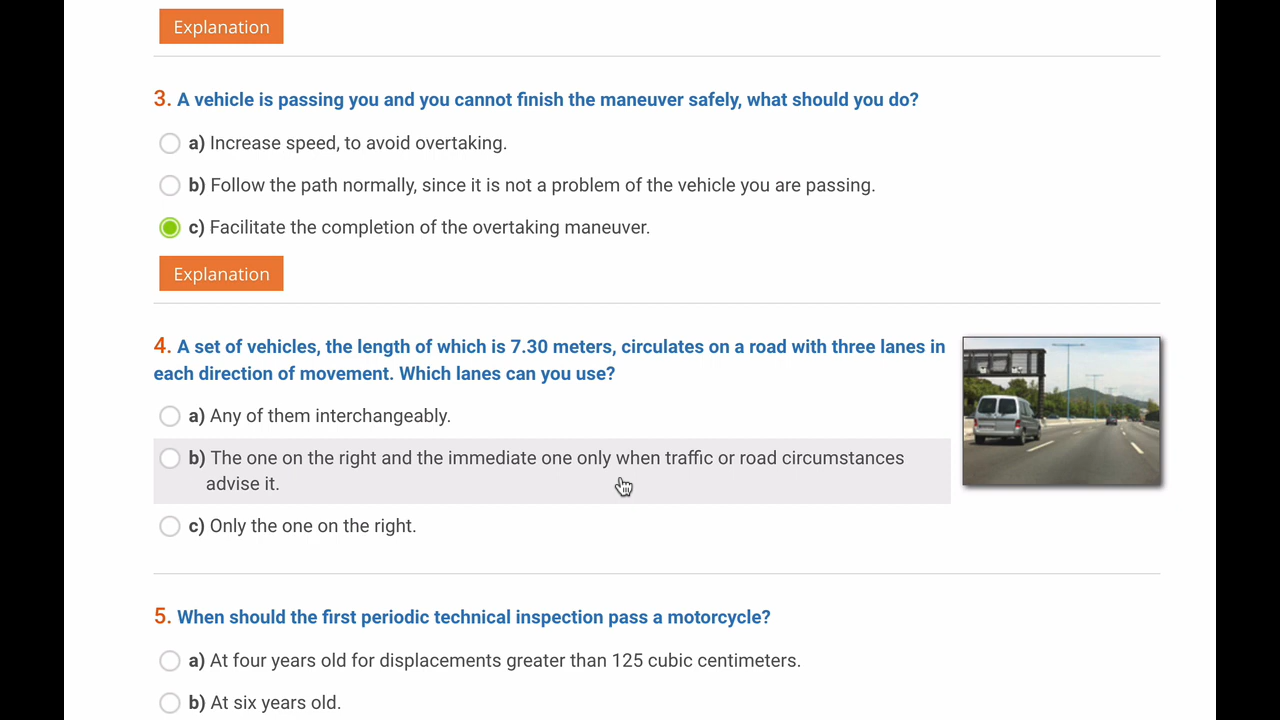 Explanation
3. A vehicle is passing you and you cannot finish the maneuver safely, what should you do?
a) Increase speed, to avoid overtaking.
b) Follow the path normally, since it is not a problem of the vehicle you are passing.
c) Facilitate the completion of the overtaking maneuver.
Explanation
4. A set of vehicles, the length of which is 7.30 meters, circulates on a road with three lanes in
each direction of movement. Which lanes can you use?
a) Any of them interchangeably.
b) The one on the right and the immediate one only when traffic or road circumstances
advise it.
c) Only the one on the right.
5. When should the first periodic technical inspection pass a motorcycle?
a) At four years old for displacements greater than 125 cubic centimeters.
b) At six years old.